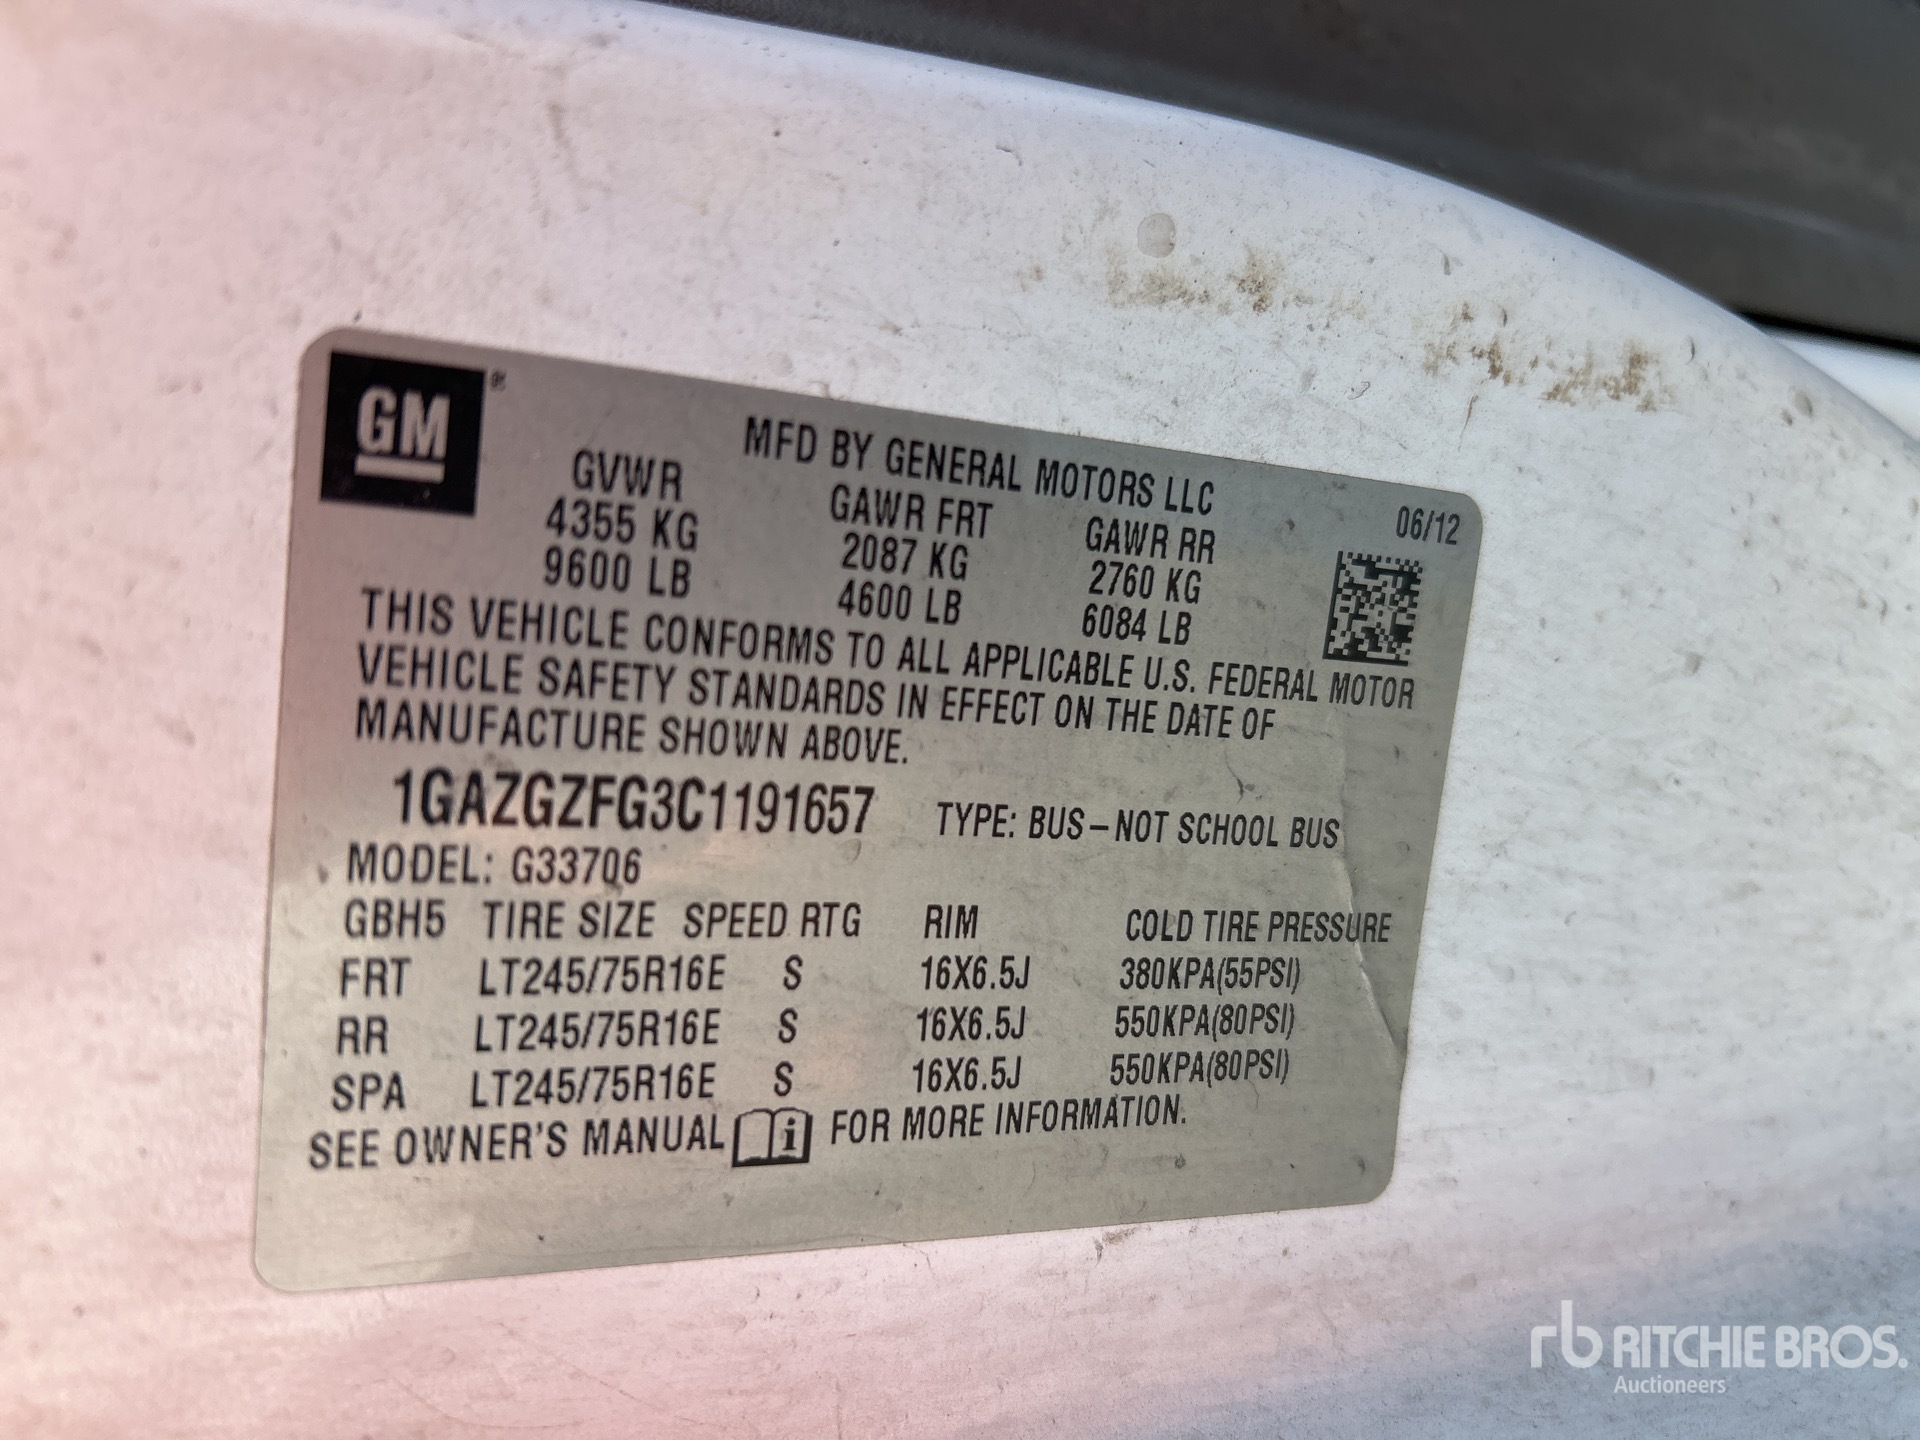 GM®
MFD BY GENERAL MOTORS LLC
06/12
GVWR GAWR FRT GAWR RR
4355 KG 2087 KG 2760 KG
9600 LB 4600 LB 6084 LB
THIS VEHICLE CONFORMS TO ALL APPLICABLE U.S. FEDERAL MOTOR
VEHICLE SAFETY STANDARDS IN EFFECT ON THE DATE OF
MANUFACTURE SHOWN ABOVE.
1GAZGZFG3C1191657 TYPE: BUS – NOT SCHOOL BUS
MODEL: G33706
GBH5 TIRE SIZE SPEED RTG RIM COLD TIRE PRESSURE
FRT LT245/75R16E S 16X6.5J 380KPA(55PSI)
RR LT245/75R16E S 16X6.5J 550KPA(80PSI)
SPA LT245/75R16E S 16X6.5J 550KPA(80PSI)
SEE OWNER'S MANUAL i FOR MORE INFORMATION.
rb RITCHIE BROS.
Auctioneers